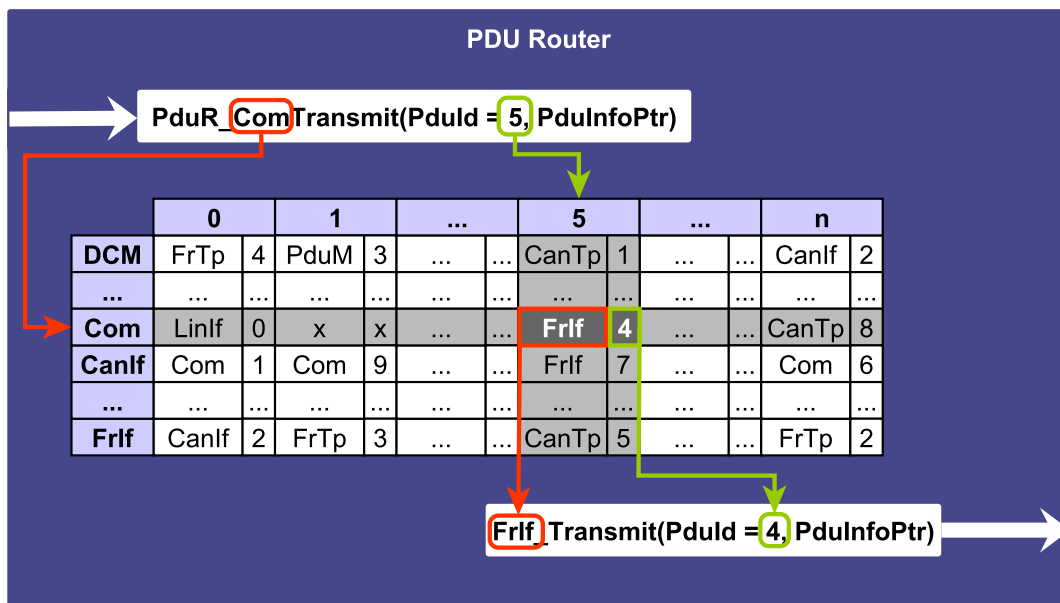 PDU Router
PduR_ComTransmit(PduId = 5, PduInfoPtr)
0 1 ... 5 ... n
DCM FrTp 4 PduM 3 ... ... CanTp 1 ... ... CanIf 2
... ... ... ... ... ... ... ... ... ...
Com LinIf 0 x x ... ... FrIf 4 ... ... CanTp 8
CanIf Com 1 Com 9 ... ... FrIf 7 ... ... Com 6
... ... ... ... ... ... ... ... ... ...
FrIf CanIf 2 FrTp 3 ... ... CanTp 5 ... ... FrTp 2
FrIf_Transmit(PduId = 4, PduInfoPtr)